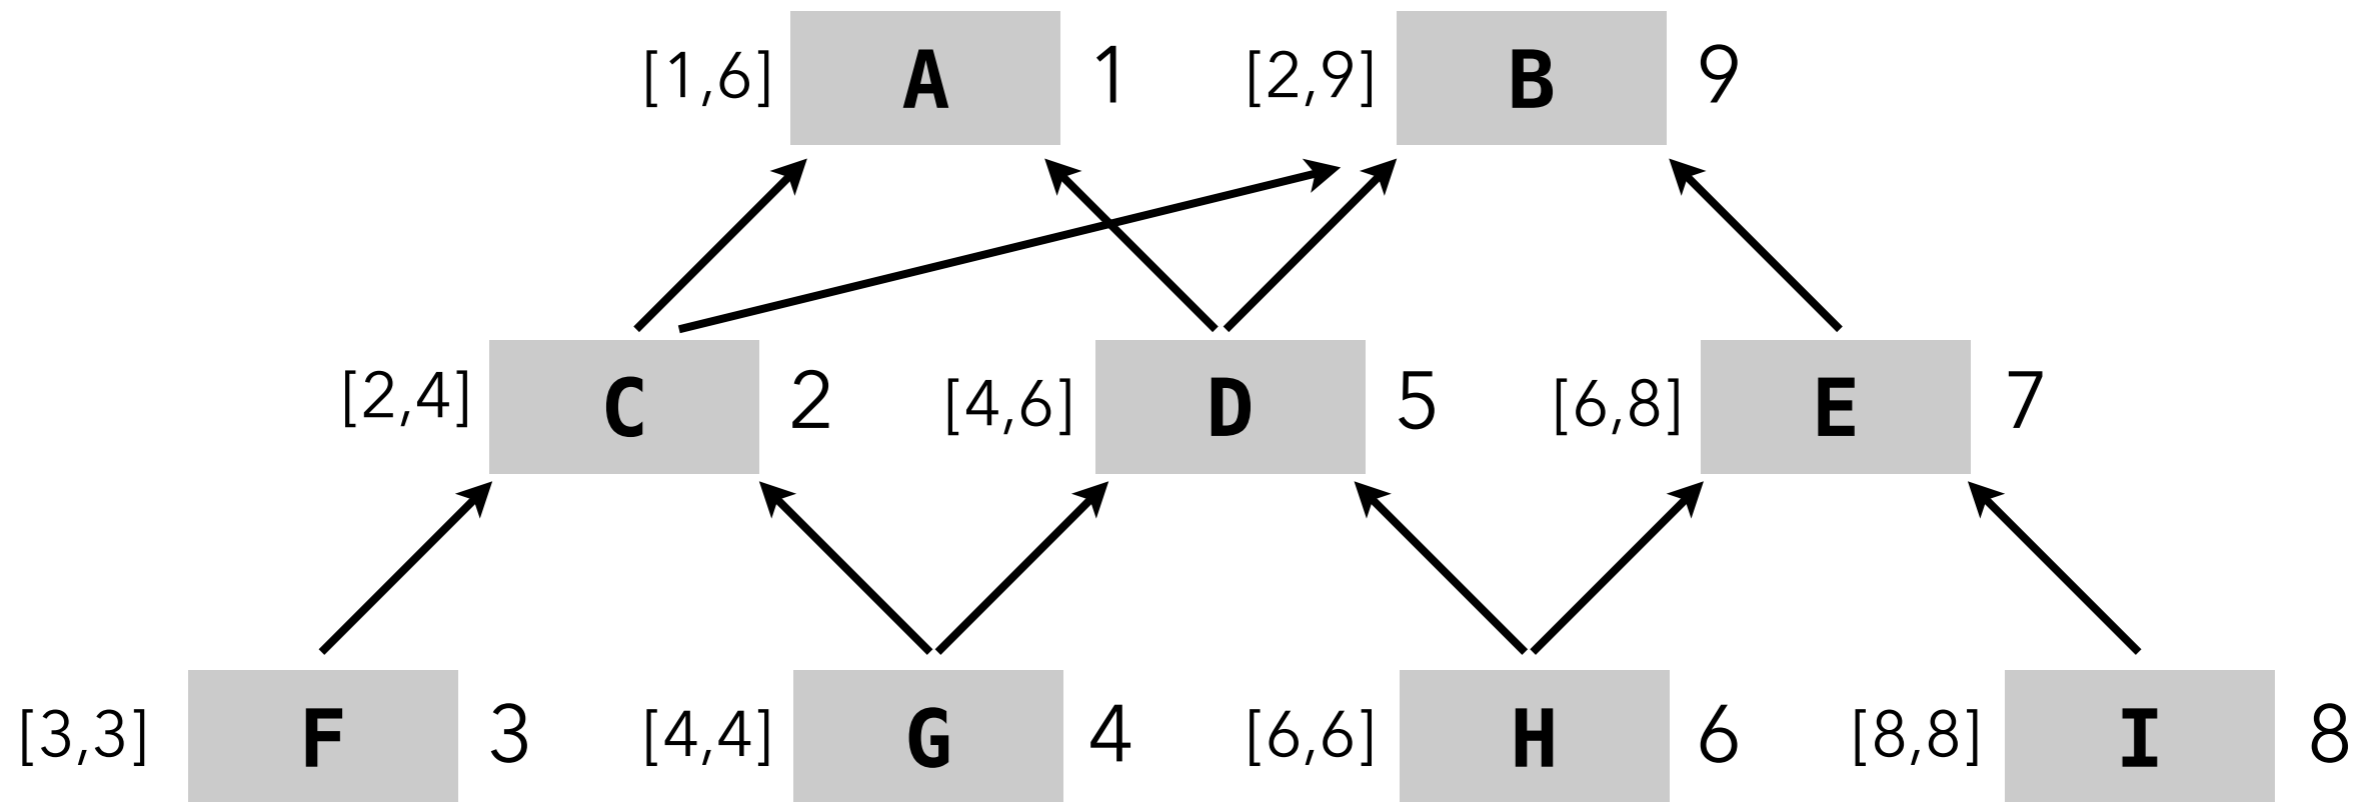 [1,6] A 1 [2,9] B 9
[2,4] C 2 [4,6] D 5 [6,8] E 7
[3,3] F 3 [4,4] G 4 [6,6] H 6 [8,8] I 8